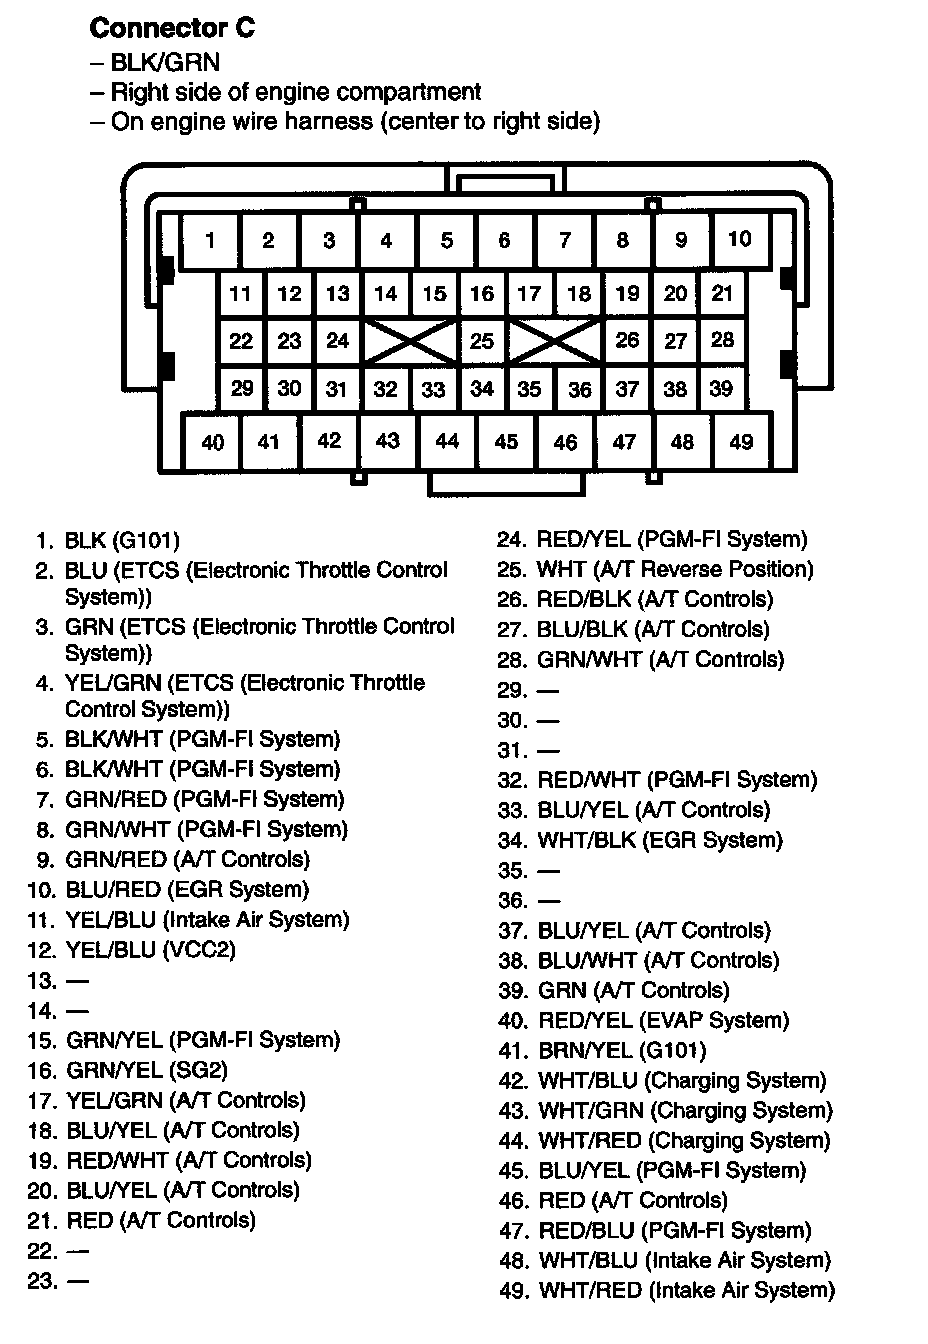 Connector C
– BLK/GRN
– Right side of engine compartment
– On engine wire harness (center to right side)
1 2 3 4 5 6 7 8 9 10
11 12 13 14 15 16 17 18 19 20 21
22 23 24 25 26 27 28
29 30 31 32 33 34 35 36 37 38 39
40 41 42 43 44 45 46 47 48 49
1. BLK (G101)
2. BLU (ETCS (Electronic Throttle Control
System))
3. GRN (ETCS (Electronic Throttle Control
System))
4. YEL/GRN (ETCS (Electronic Throttle
Control System))
5. BLK/WHT (PGM-FI System)
6. BLK/WHT (PGM-FI System)
7. GRN/RED (PGM-FI System)
8. GRN/WHT (PGM-FI System)
9. GRN/RED (A/T Controls)
10. BLU/RED (EGR System)
11. YEL/BLU (Intake Air System)
12. YEL/BLU (VCC2)
13. —
14. —
15. GRN/YEL (PGM-FI System)
16. GRN/YEL (SG2)
17. YEL/GRN (A/T Controls)
18. BLU/YEL (A/T Controls)
19. RED/WHT (A/T Controls)
20. BLU/YEL (A/T Controls)
21. RED (A/T Controls)
22. —
23. —
24. RED/YEL (PGM-FI System)
25. WHT (A/T Reverse Position)
26. RED/BLK (A/T Controls)
27. BLU/BLK (A/T Controls)
28. GRN/WHT (A/T Controls)
29. —
30. —
31. —
32. RED/WHT (PGM-FI System)
33. BLU/YEL (A/T Controls)
34. WHT/BLK (EGR System)
35. —
36. —
37. BLU/YEL (A/T Controls)
38. BLU/WHT (A/T Controls)
39. GRN (A/T Controls)
40. RED/YEL (EVAP System)
41. BRN/YEL (G101)
42. WHT/BLU (Charging System)
43. WHT/GRN (Charging System)
44. WHT/RED (Charging System)
45. BLU/YEL (PGM-FI System)
46. RED (A/T Controls)
47. RED/BLU (PGM-FI System)
48. WHT/BLU (Intake Air System)
49. WHT/RED (Intake Air System)